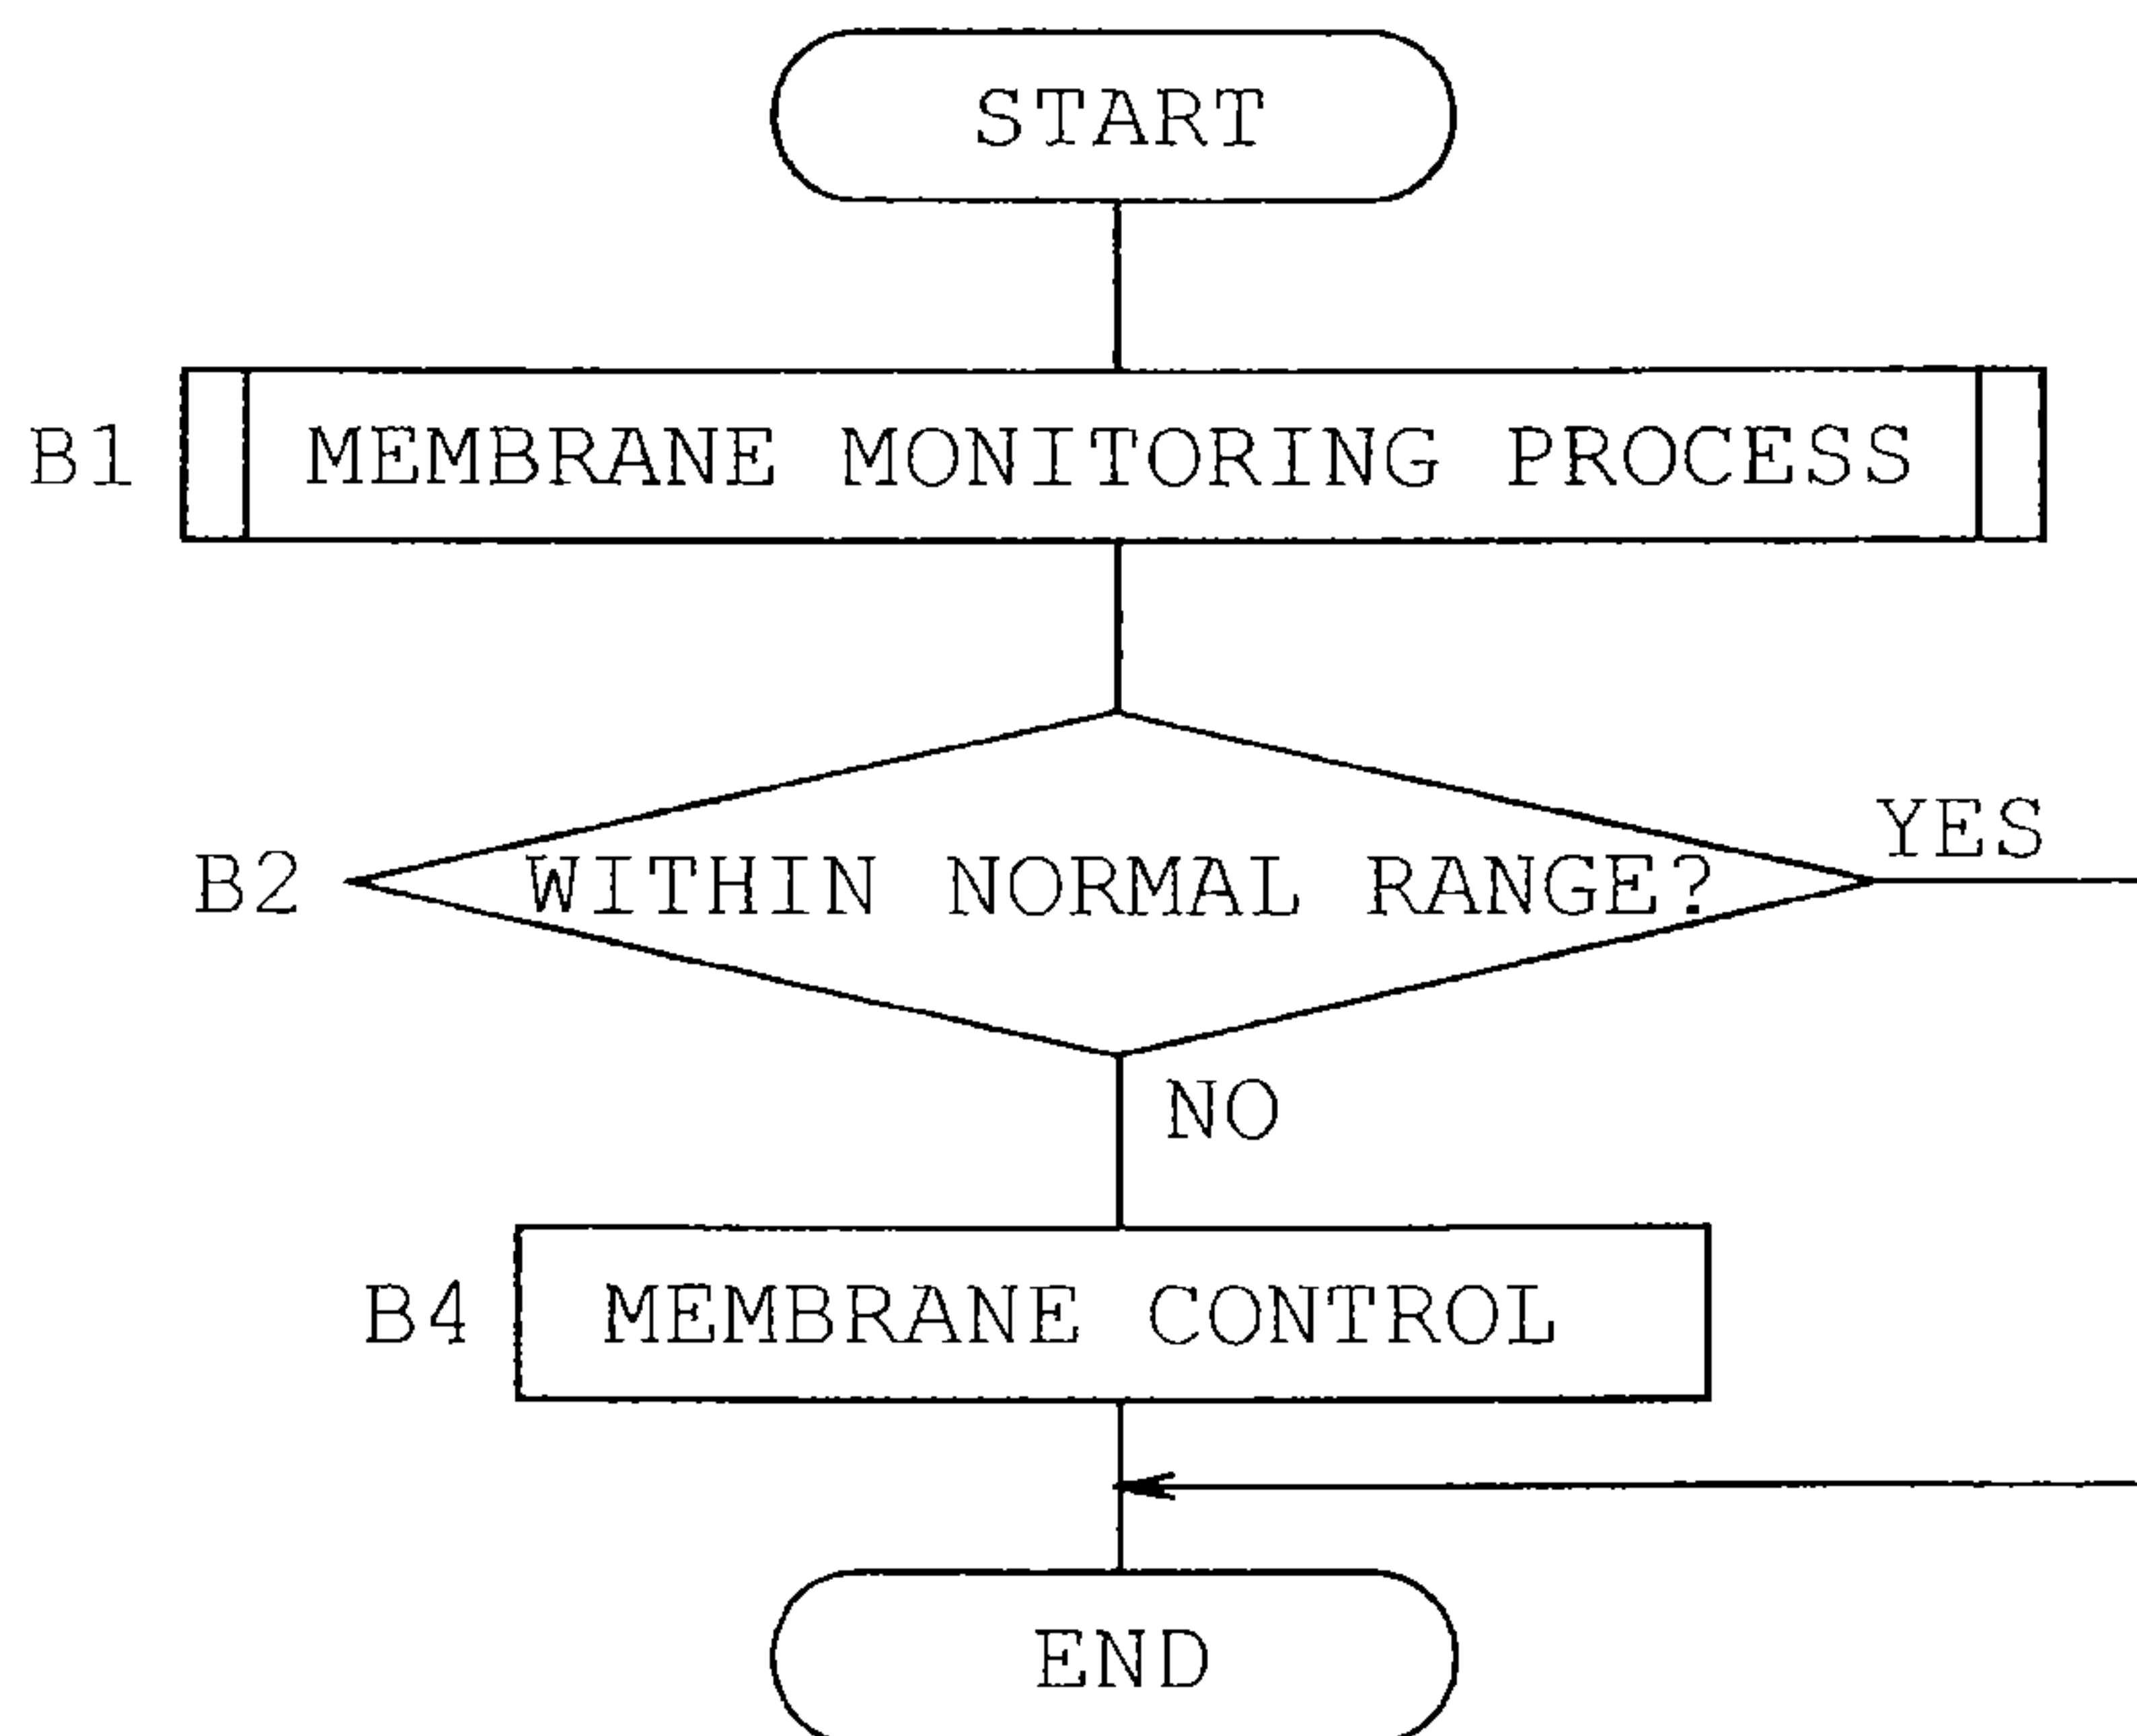 START
B1 MEMBRANE MONITORING PROCESS
B2 WITHIN NORMAL RANGE? YES
NO
B4 MEMBRANE CONTROL
END